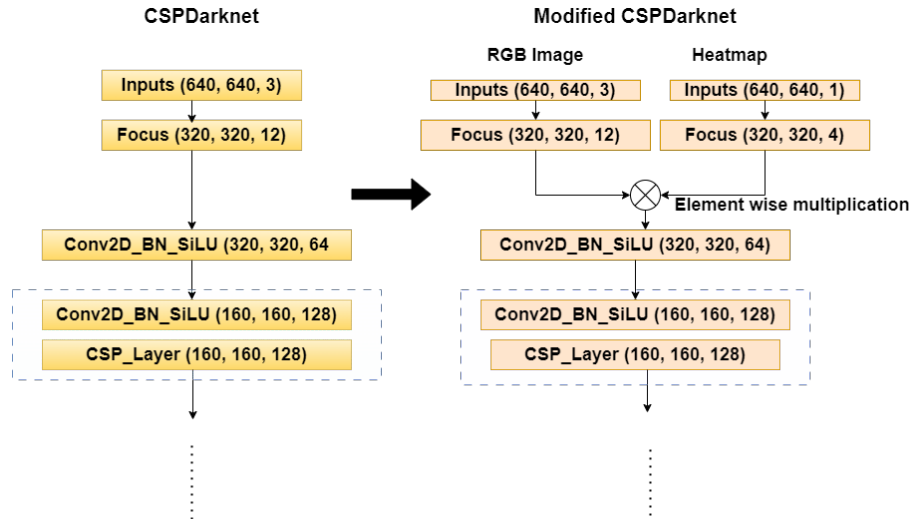 CSPDarknet
Inputs (640, 640, 3)
Focus (320, 320, 12)
Conv2D_BN_SiLU (320, 320, 64
Conv2D_BN_SiLU (160, 160, 128)
CSP_Layer (160, 160, 128)
Modified CSPDarknet
RGB Image
Heatmap
Inputs (640, 640, 3)
Inputs (640, 640, 1)
Focus (320, 320, 12)
Focus (320, 320, 4)
Element wise multiplication
Conv2D_BN_SiLU (320, 320, 64)
Conv2D_BN_SiLU (160, 160, 128)
CSP_Layer (160, 160, 128)